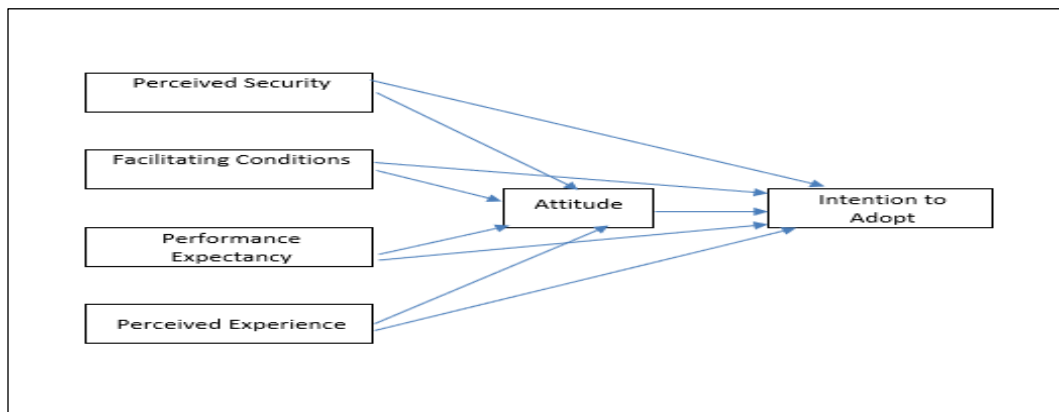 Perceived Security
Facilitating Conditions
Performance
Expectancy
Perceived Experience
Attitude
Intention to
Adopt